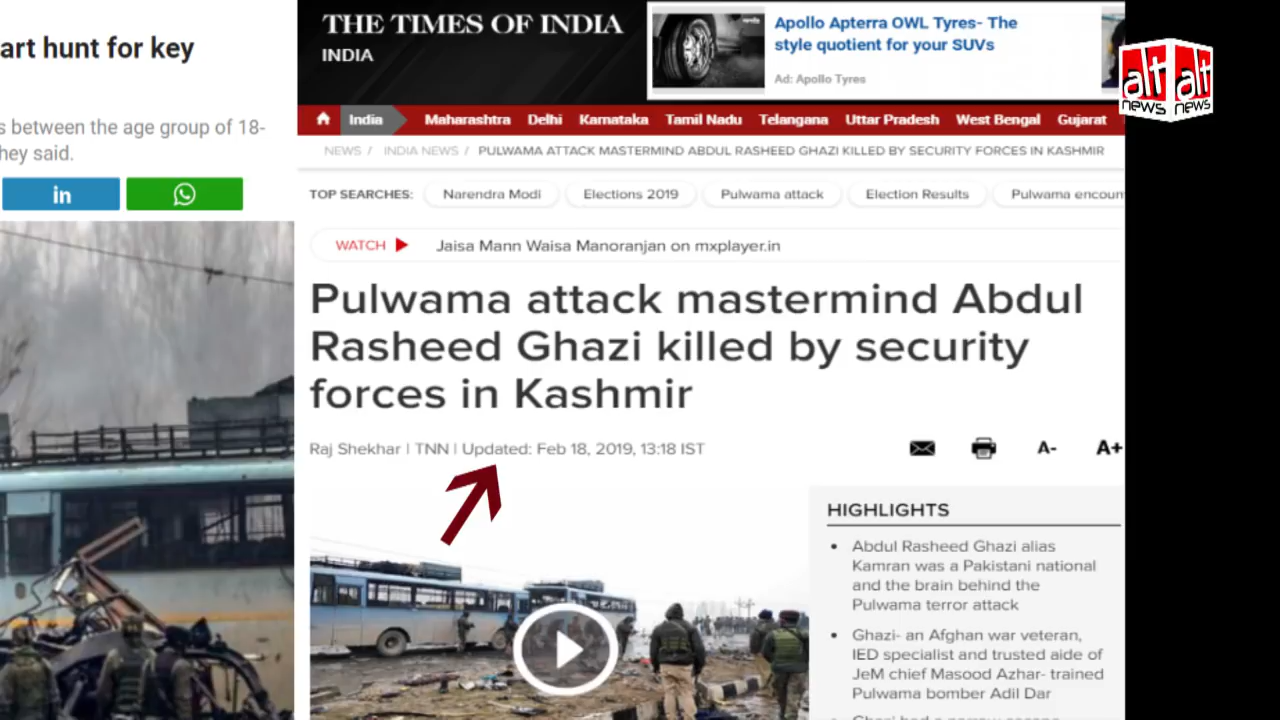 art hunt for key
s between the age group of 18-
hey said.
in
THE TIMES OF INDIA
INDIA
Apollo Apterra OWL Tyres- The
style quotient for your SUVs
Ad: Apollo Tyres
alt alt
news news
India Maharashtra Delhi Karnataka Tamil Nadu Telangana Uttar Pradesh West Bengal Gujarat
NEWS / INDIA NEWS / PULWAMA ATTACK MASTERMIND ABDUL RASHEED GHAZI KILLED BY SECURITY FORCES IN KASHMIR
TOP SEARCHES: Narendra Modi Elections 2019 Pulwama attack Election Results Pulwama encoun
WATCH Jaisa Mann Waisa Manoranjan on mxplayer.in
Pulwama attack mastermind Abdul
Rasheed Ghazi killed by security
forces in Kashmir
Raj Shekhar | TNN | Updated: Feb 18, 2019, 13:18 IST
A- A+
HIGHLIGHTS
• Abdul Rasheed Ghazi alias
Kamran was a Pakistani national
and the brain behind the
Pulwama terror attack
• Ghazi- an Afghan war veteran,
IED specialist and trusted aide of
JeM chief Masood Azhar- trained
Pulwama bomber Adil Dar